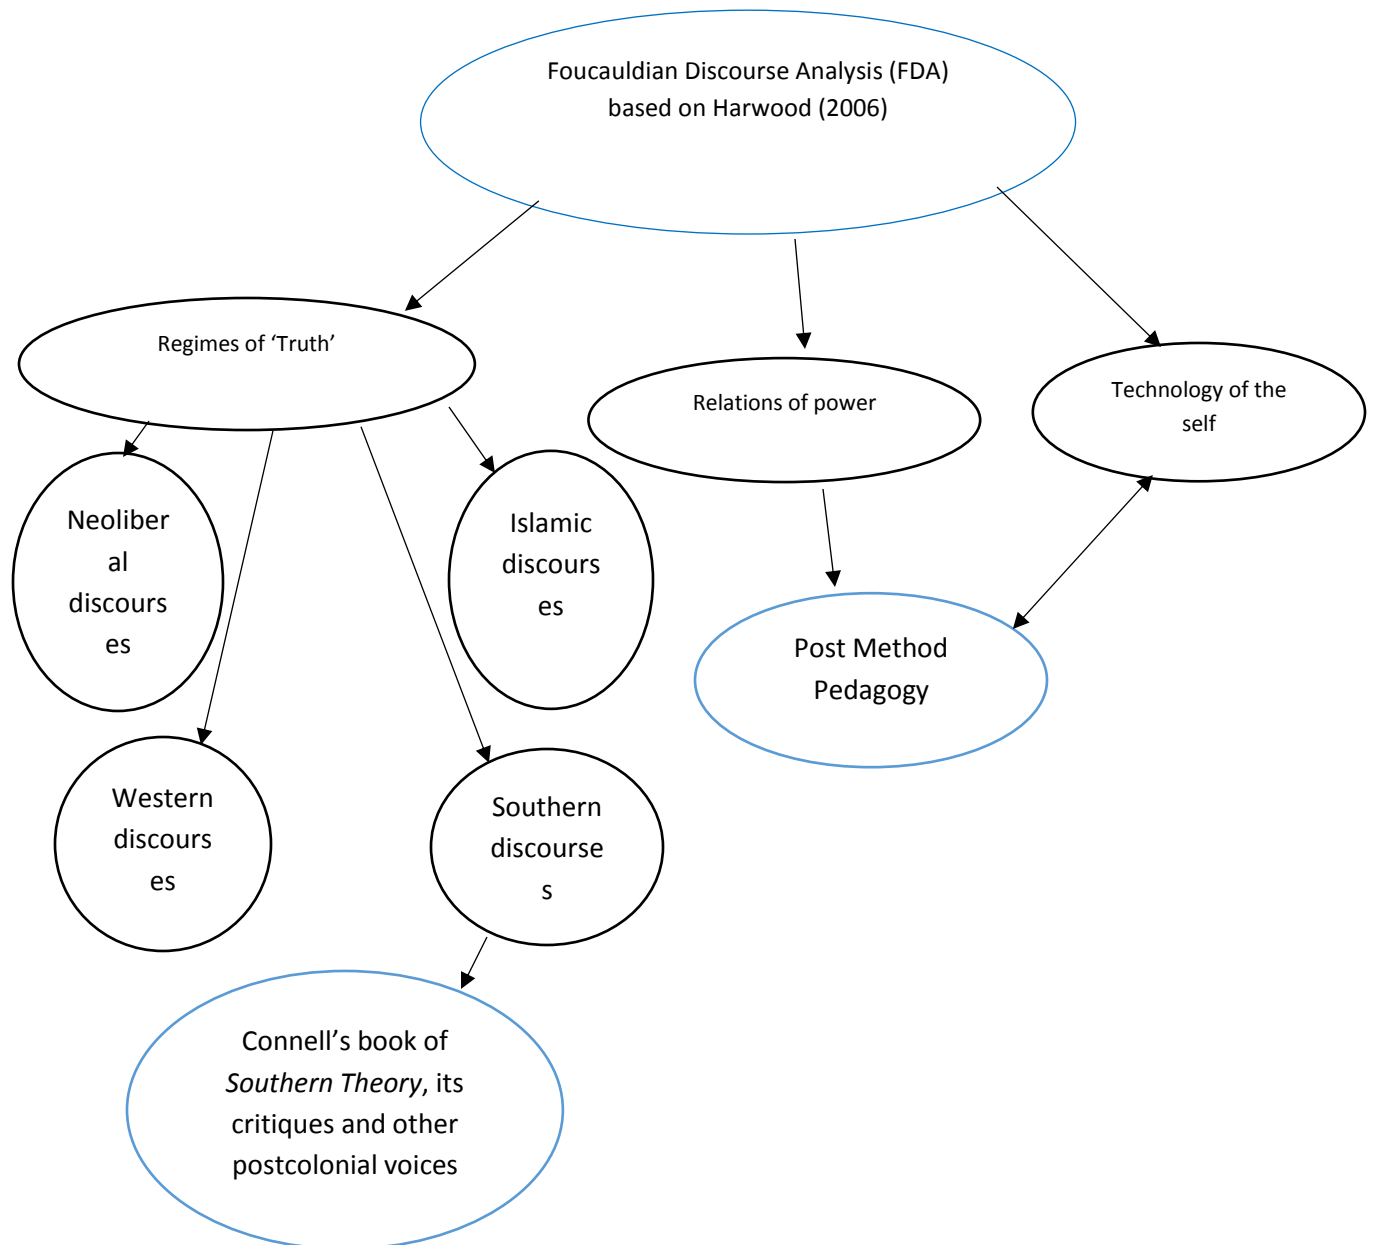 Foucauldian Discourse Analysis (FDA)
based on Harwood (2006)
Regimes of ‘Truth’
Relations of power
Technology of the
self
Neoliber
al
discours
es
Islamic
discours
es
Post Method
Pedagogy
Western
discours
es
Southern
discourse
s
Connell’s book of
Southern Theory, its
critiques and other
postcolonial voices